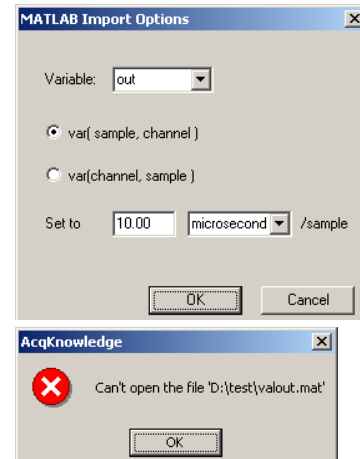 MATLAB Import Options
Variable: out
var( sample, channel )
var(channel, sample )
Set to 10.00 microsecond /sample
OK Cancel
AcqKnowledge
Can't open the file 'D:\test\valout.mat'
OK